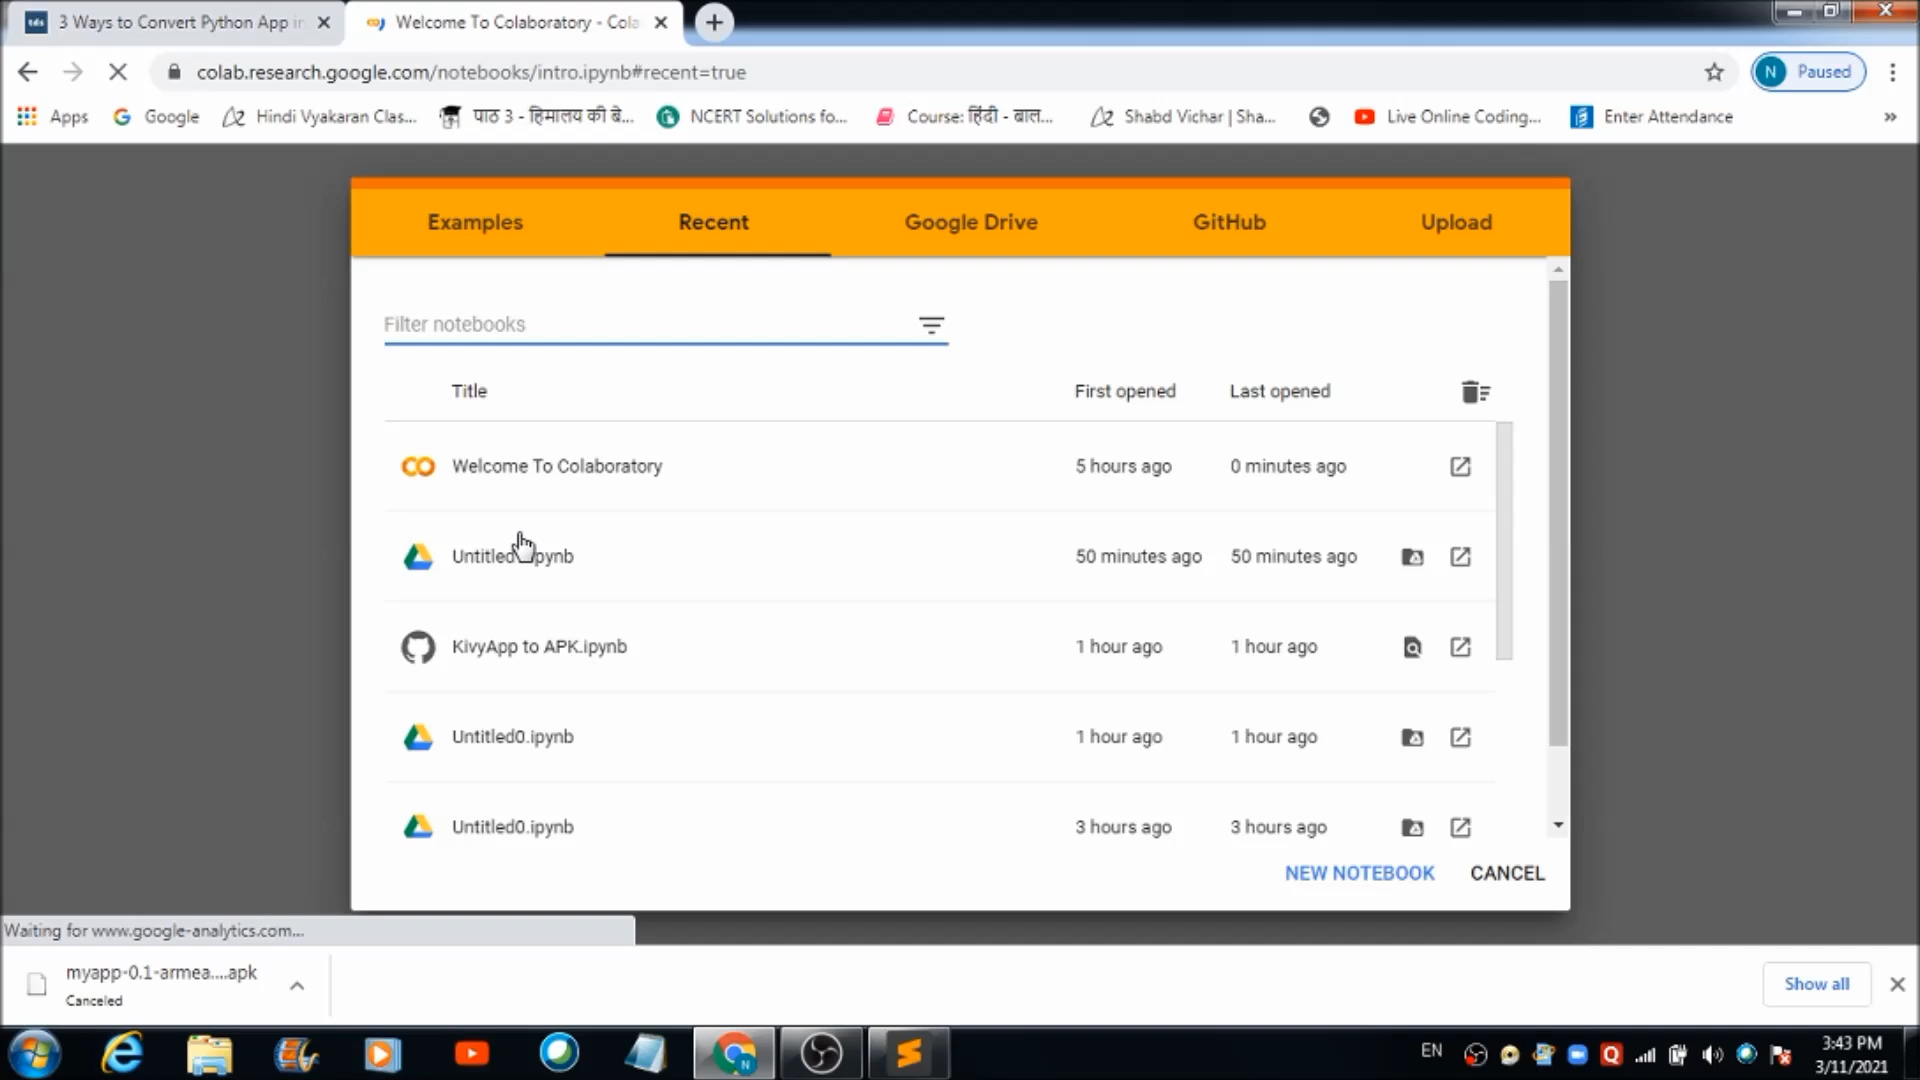 tds 3 Ways to Convert Python App in
Welcome To Colaboratory - Cola
colab.research.google.com/notebooks/intro.ipynb#recent=true
N Paused
Apps Google Hindi Vyakaran Clas... पाठ 3 - हिमालय की बे... NCERT Solutions fo... Course: हिंदी - बाल... Shabd Vichar | Sha... Live Online Coding... Enter Attendance »
Examples Recent Google Drive GitHub Upload
Filter notebooks
Title First opened Last opened
Welcome To Colaboratory 5 hours ago 0 minutes ago
Untitled ipynb 50 minutes ago 50 minutes ago
KivyApp to APK.ipynb 1 hour ago 1 hour ago
Untitled0.ipynb 1 hour ago 1 hour ago
Untitled0.ipynb 3 hours ago 3 hours ago
NEW NOTEBOOK CANCEL
Waiting for www.google-analytics.com...
myapp-0.1-armea....apk
Canceled
Show all
EN
3:43 PM
3/11/2021